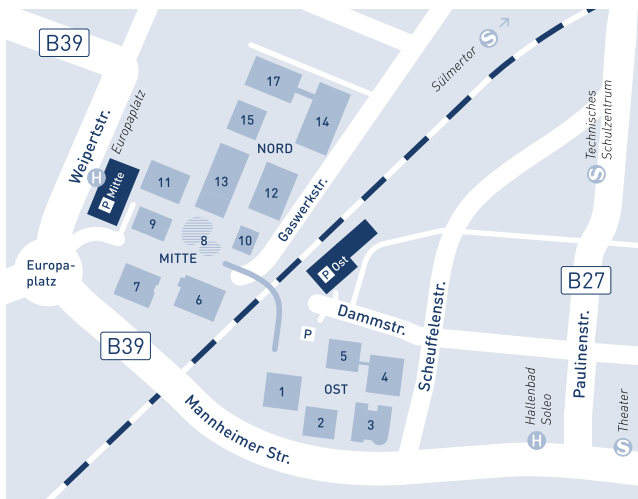 B39
Sülmertor
S
17
15
14
NORD
Europaplatz
Weipertstr.
H
P Mitte
11
13
12
9
8
10
MITTE
Gaswerkstr.
Technisches
Schulzentrum
S
Europa-
platz
7
6
P Ost
B27
P
Dammstr.
B39
5
4
OST
1
2
3
Scheuffelenstr.
Paulinenstr.
Mannheimer Str.
Hallenbad
Soleo
H
Theater
S